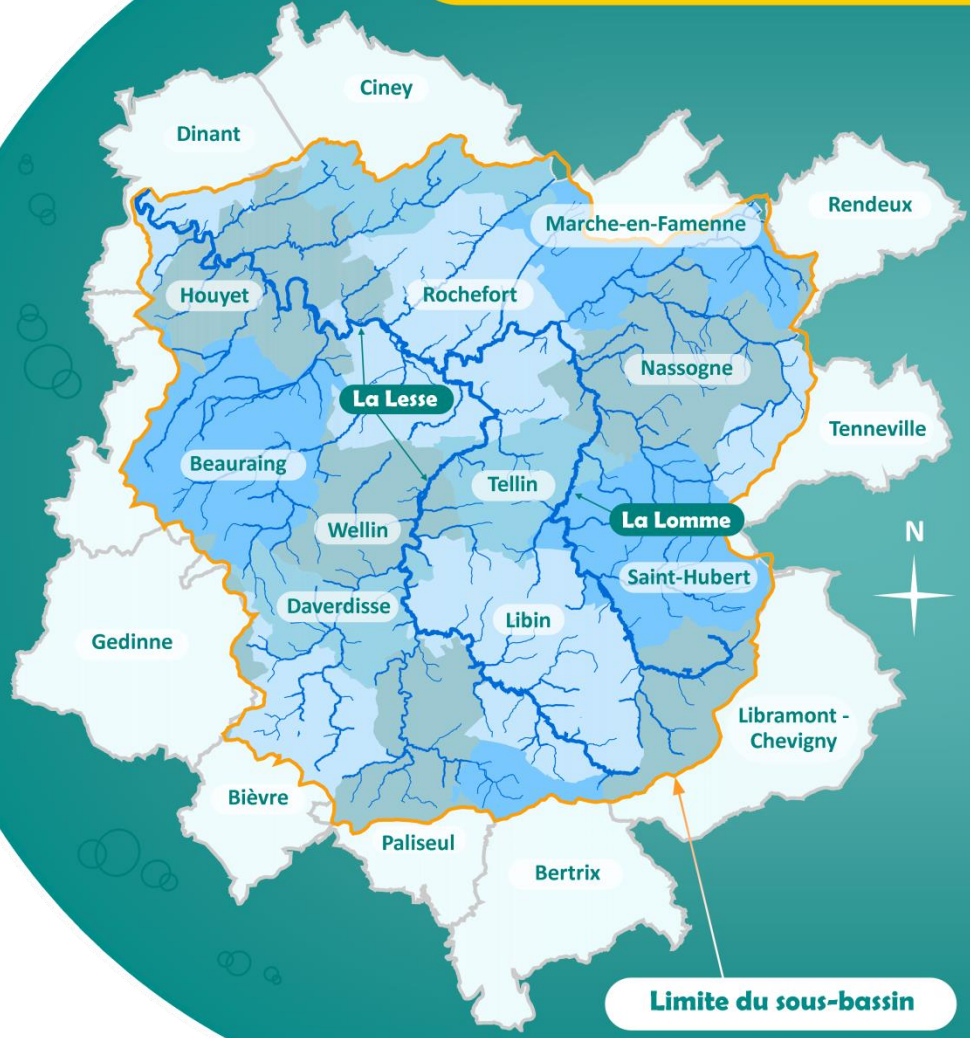 Ciney
Dinant
Rendeux
Marche-en-Famenne
Houyet
Rochefort
Nassogne
La Lesse
Tenneville
Beauraing
Tellin
Wellin
La Lomme
N
Saint-Hubert
Daverdisse
Libin
Gedinne
Libramont -
Chevigny
Bièvre
Paliseul
Bertrix
Limite du sous-bassin